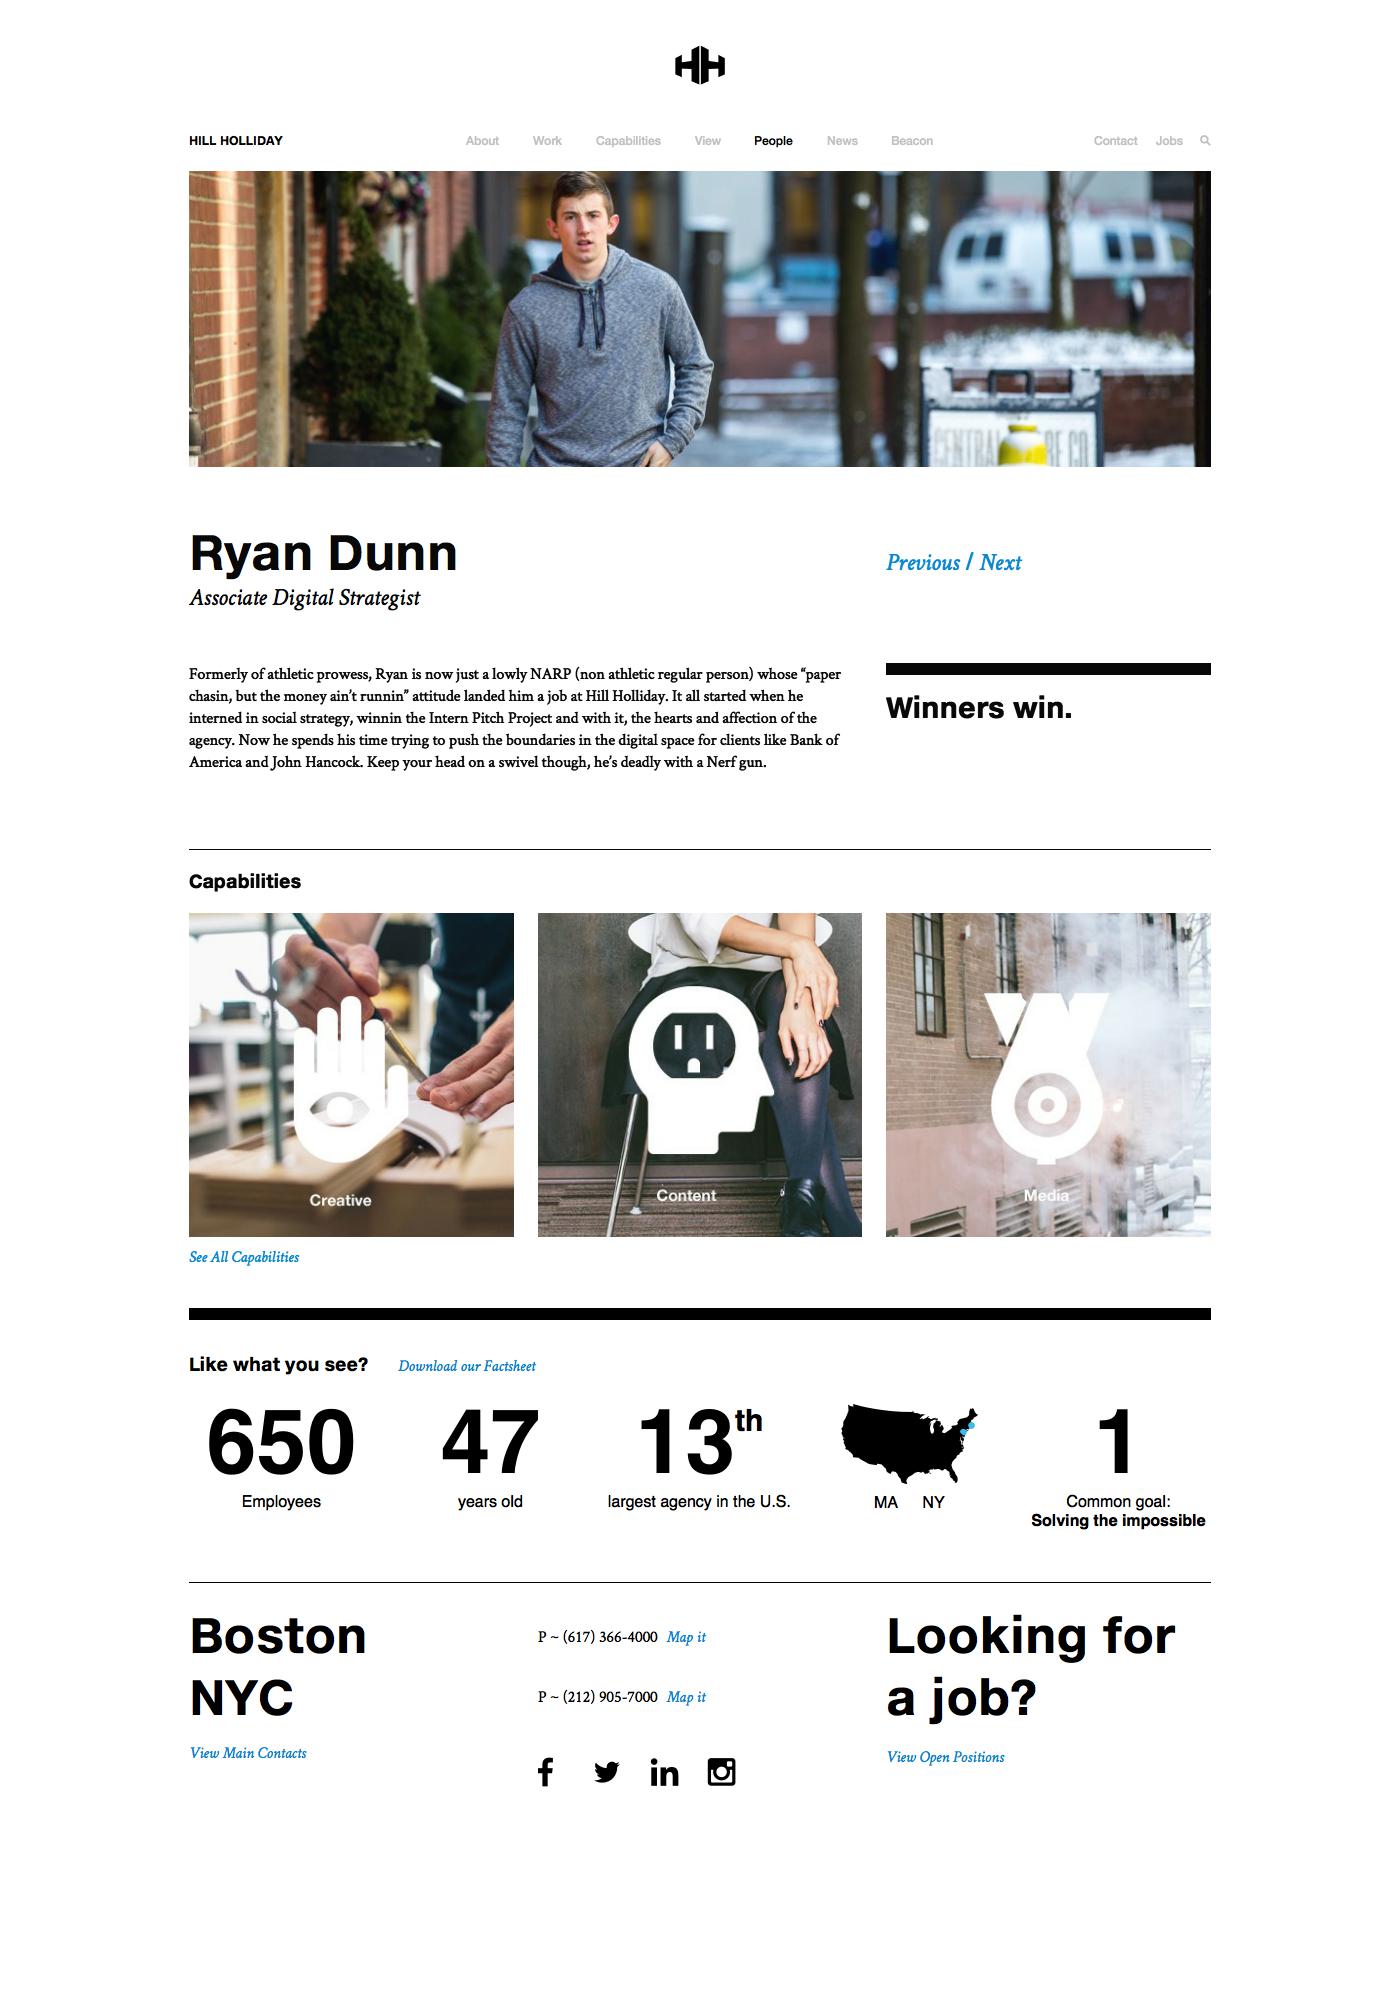 HH
HILL HOLLIDAY
About Work Capabilities View People News Beacon
Contact Jobs
Ryan Dunn
Associate Digital Strategist
Previous / Next
Formerly of athletic prowess, Ryan is now just a lowly NARP (non athletic regular person) whose “paper
chasin, but the money ain’t runnin” attitude landed him a job at Hill Holliday. It all started when he
interned in social strategy, winnin the Intern Pitch Project and with it, the hearts and affection of the
agency. Now he spends his time trying to push the boundaries in the digital space for clients like Bank of
America and John Hancock. Keep your head on a swivel though, he’s deadly with a Nerf gun.
Winners win.
Capabilities
Creative
Content
Media
See All Capabilities
Like what you see? Download our Factsheet
650
Employees
47
years old
13th
largest agency in the U.S.
MA NY
1
Common goal:
Solving the impossible
Boston
NYC
View Main Contacts
P ~ (617) 366-4000 Map it
P ~ (212) 905-7000 Map it
Looking for
a job?
View Open Positions